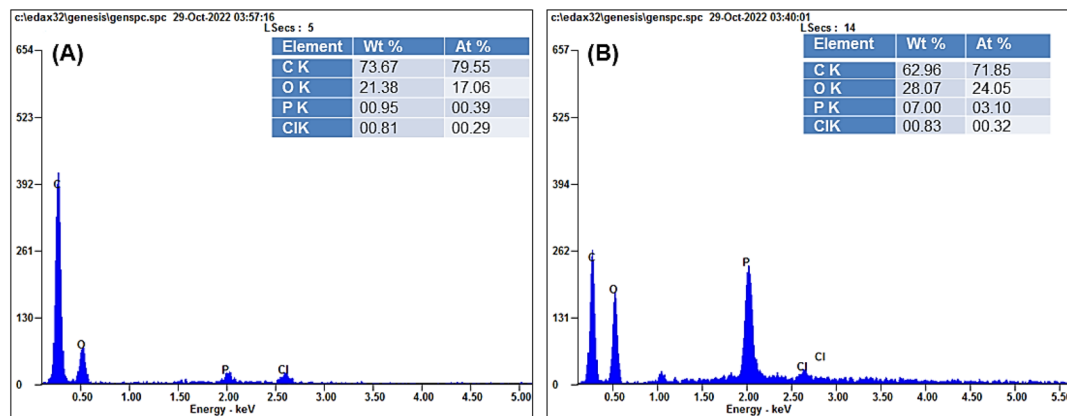 c:\edax32\genesis\genspc.spc 29-Oct-2022 03:57:16
LSecs : 5
(A)
Element Wt % At %
C K 73.67 79.55
O K 21.38 17.06
P K 00.95 00.39
ClK 00.81 00.29
654
523
392
261
130
0
C
O
P
Cl
0.50 1.00 1.50 2.00 2.50 3.00 3.50 4.00 4.50 5.00
Energy - keV
c:\edax32\genesis\genspc.spc 29-Oct-2022 03:40:01
LSecs : 14
(B)
Element Wt % At %
C K 62.96 71.85
O K 28.07 24.05
P K 07.00 03.10
ClK 00.83 00.32
657
525
394
262
131
0
C
O
P
Cl
Cl
0.50 1.00 1.50 2.00 2.50 3.00 3.50 4.00 4.50 5.00 5.50
Energy - keV